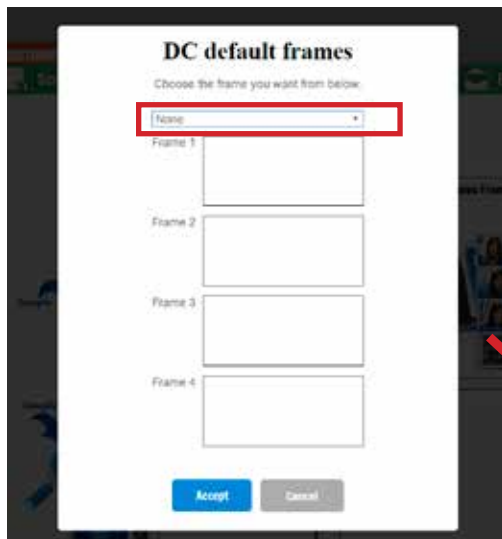 DC default frames
Choose the frame you want from below.
None
Frame 1
Frame 2
Frame 3
Frame 4
Accept
Cancel